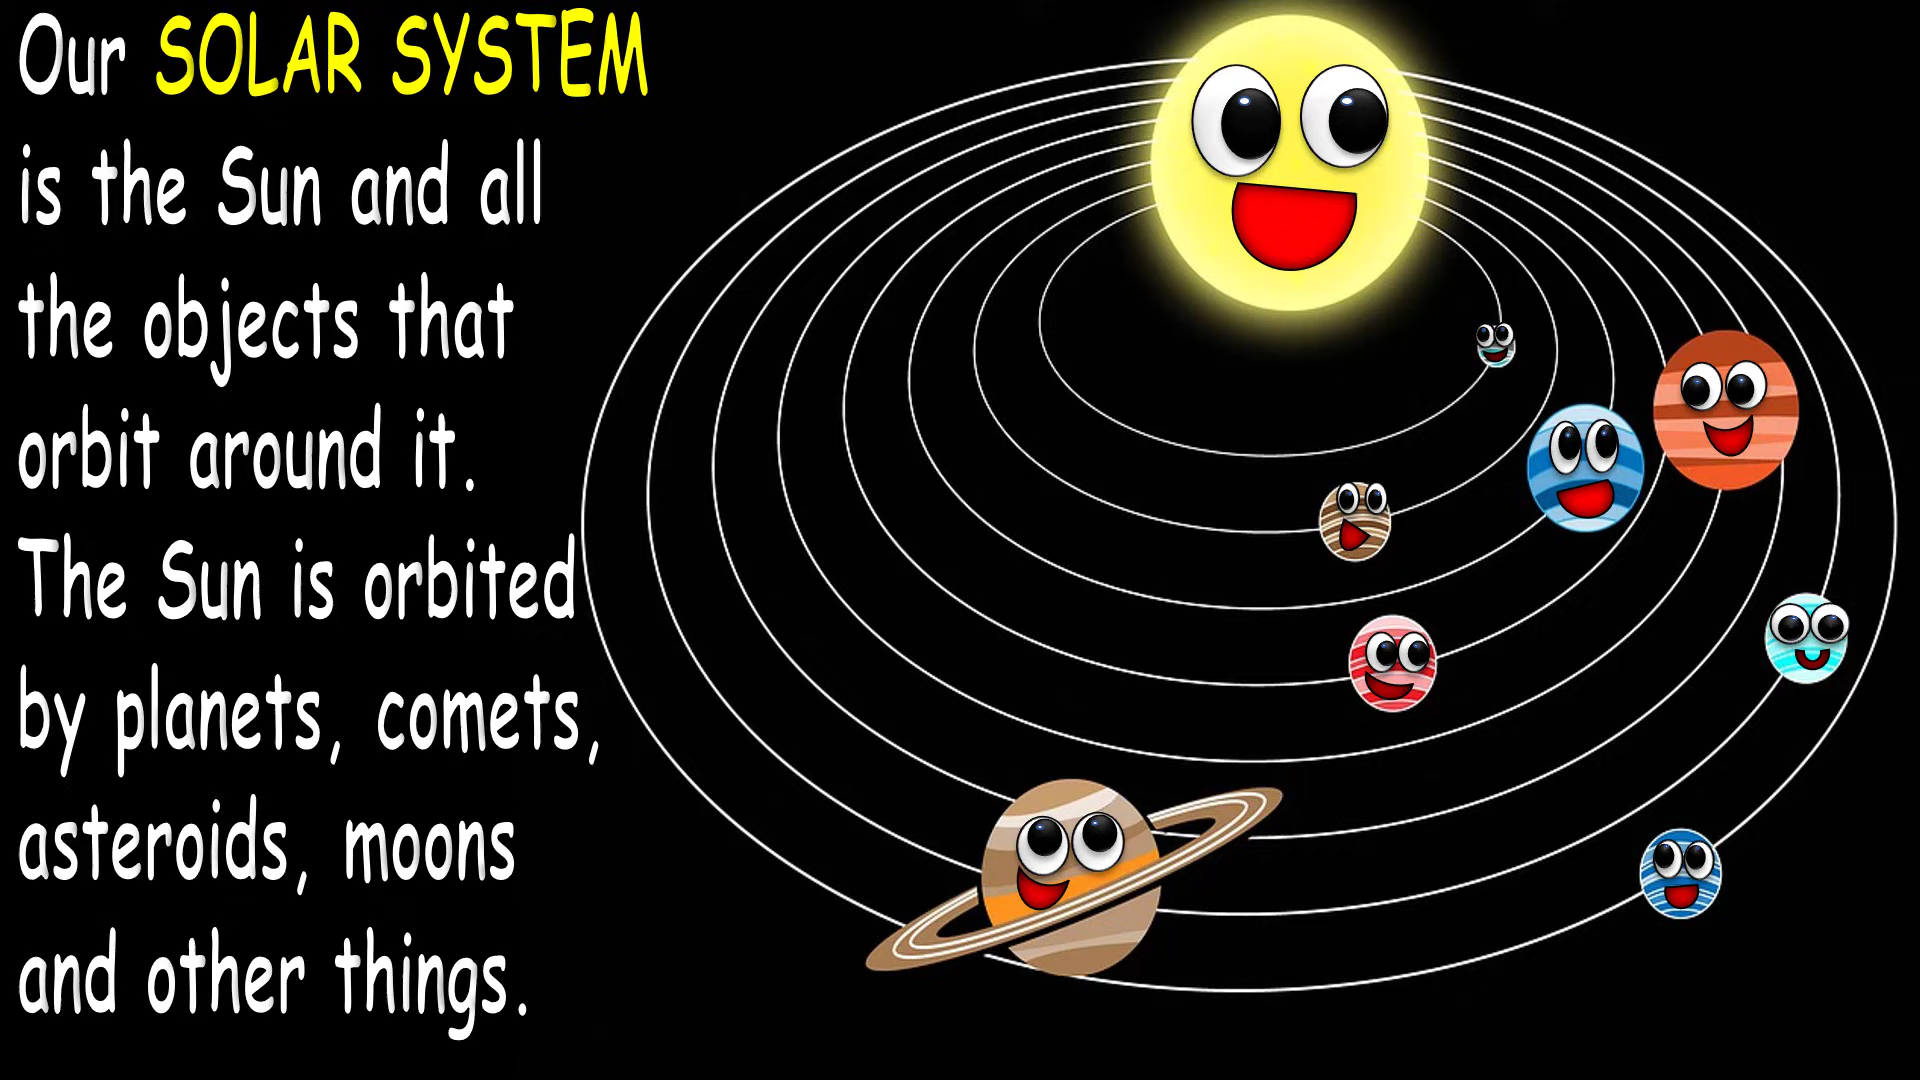 Our SOLAR SYSTEM
is the Sun and all
the objects that
orbit around it.
The Sun is orbited
by planets, comets,
asteroids, moons
and other things.